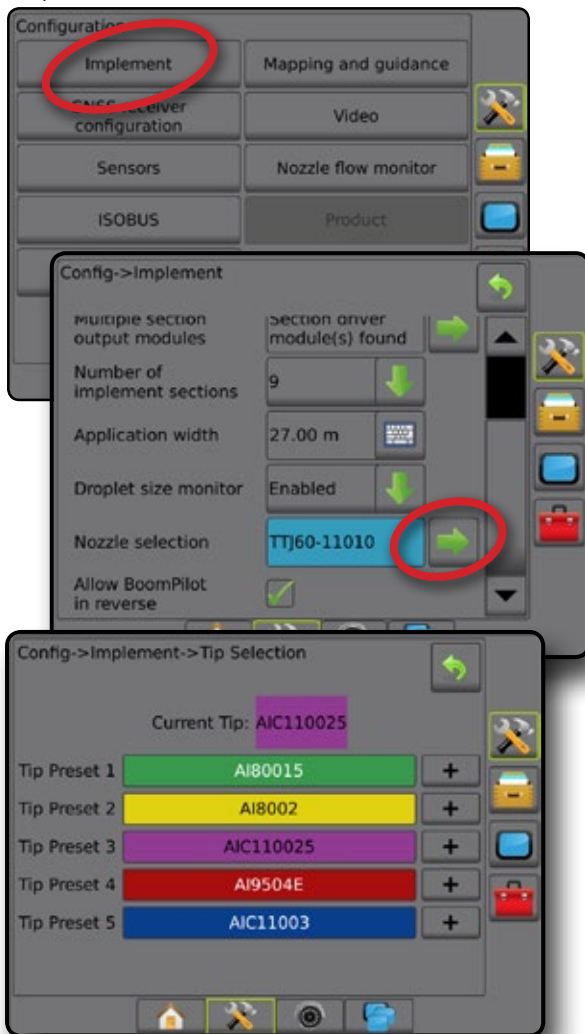 Configuration
Implement
Mapping and guidance
GNSS receiver
configuration
Video
Sensors
Nozzle flow monitor
ISOBUS
Product
Config->Implement
Multiple section
output modules
Section driver
module(s) found
Number of
implement sections
9
Application width
27.00 m
Droplet size monitor
Enabled
Nozzle selection
TTJ60-11010
Allow BoomPilot
in reverse
Config->Implement->Tip Selection
Current Tip: AIC110025
Tip Preset 1 AI80015 +
Tip Preset 2 AI8002 +
Tip Preset 3 AIC110025 +
Tip Preset 4 AI9504E +
Tip Preset 5 AIC11003 +